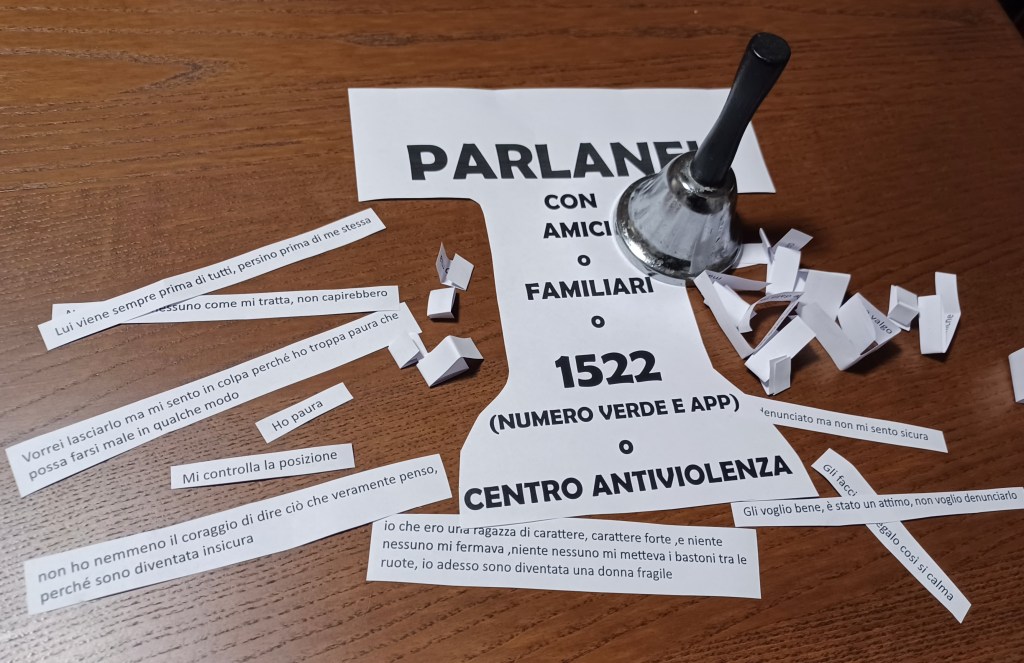 PARLANE
CON
AMICI
o
FAMILIARI
o
1522
(NUMERO VERDE E APP)
o
CENTRO ANTIVIOLENZA
Lui viene sempre prima di tutti, persino prima di me stessa
nessuno come mi tratta, non capirebbero
Vorrei lasciarlo ma mi sento in colpa perché ho troppa paura che
possa farsi male in qualche modo
Ho paura
Mi controlla la posizione
non ho nemmeno il coraggio di dire ciò che veramente penso,
perché sono diventata insicura
io che ero una ragazza di carattere, carattere forte ,e niente
nessuno mi fermava ,niente nessuno mi metteva i bastoni tra le
ruote, io adesso sono diventata una donna fragile
denunciato ma non mi sento sicura
Gli voglio bene, è stato un attimo, non voglio denunciarlo
Gli facci
egalo cosi si calma
valgo